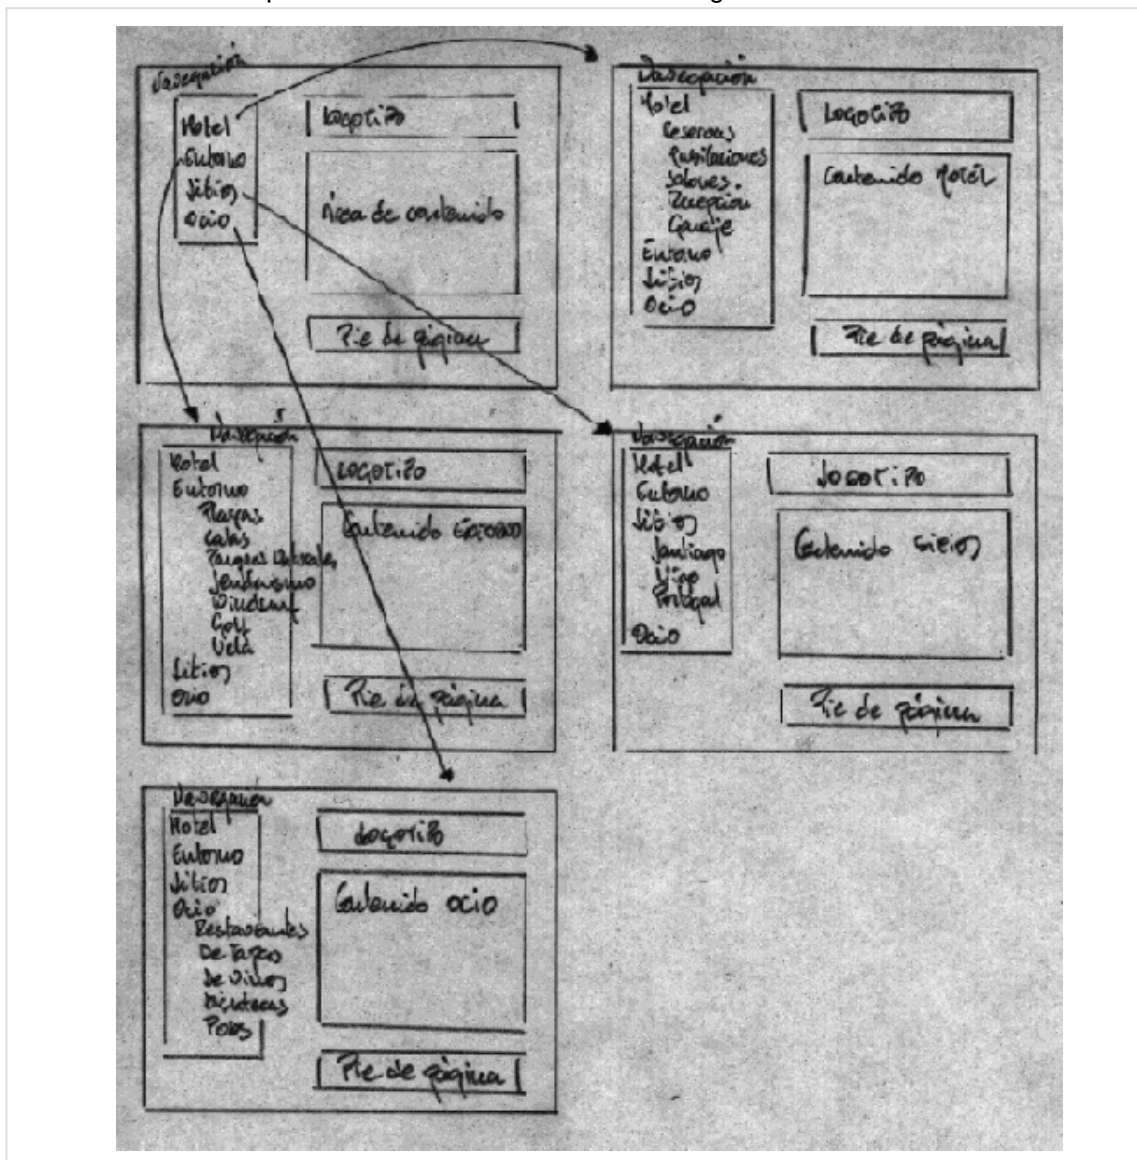 Navegación
Hotel
Entorno
Sitios
Ocio
Logotipo
Área de contenido
Pie de página
Navegación
Hotel
Reservas
Habitaciones
Salones
Recepción
Garaje
Entorno
Sitios
Ocio
Logotipo
Contenido Hotel
Pie de página
Navegación
Hotel
Entorno
Playas
Calas
Parques Naturales
Senderismo
Windsurf
Golf
Vela
Sitios
Ocio
Logotipo
Contenido Entorno
Pie de página
Navegación
Hotel
Entorno
Sitios
Santiago
Vigo
Portugal
Ocio
Logotipo
Contenido sitios
Pie de página
Navegación
Hotel
Entorno
Sitios
Ocio
Restaurantes
De Tapas
De vinos
Discotecas
Pubs
Logotipo
Contenido ocio
Pie de página